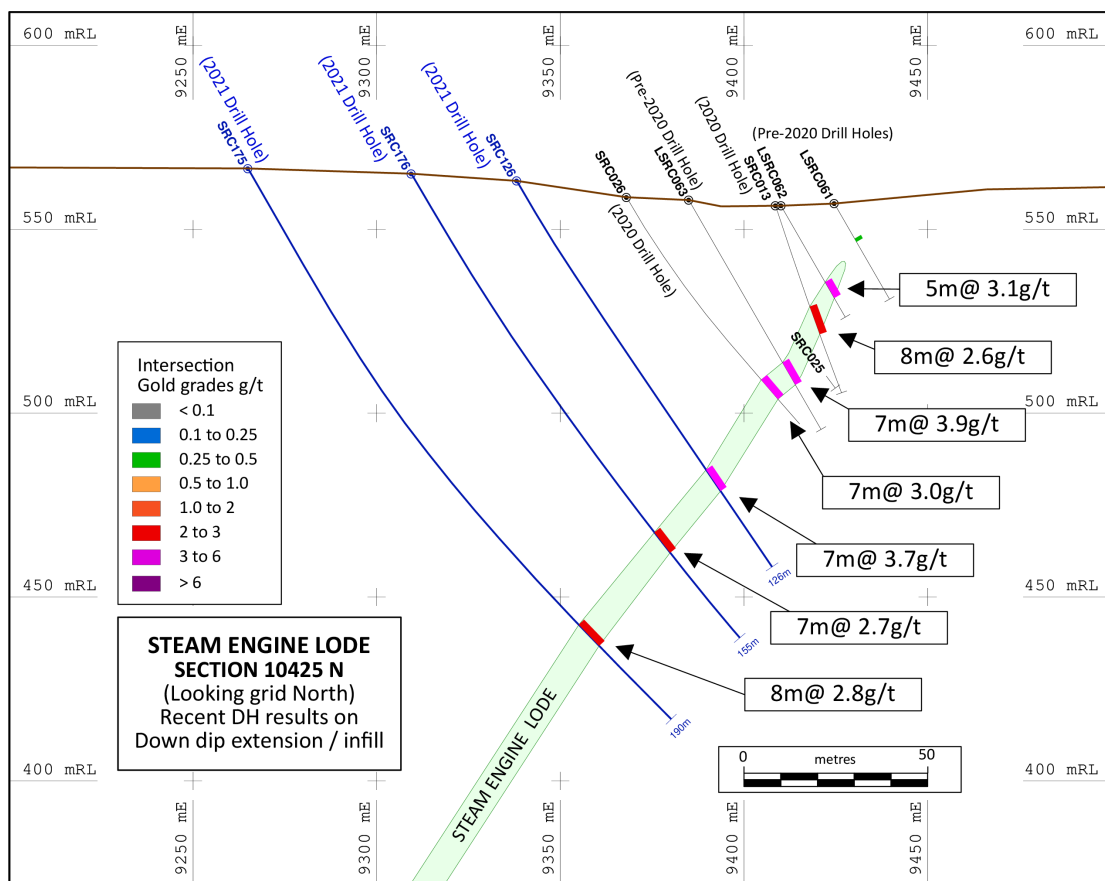 600 mRL
600 mRL
9250 mE
9300 mE
9350 mE
9400 mE
9450 mE
(2021 Drill Hole)
SRC175
(2021 Drill Hole)
SRC176
(2021 Drill Hole)
SRC126
SRC026
(2020 Drill Hole)
(Pre-2020 Drill Hole)
LSRC063
(2020 Drill Hole)
SRC013
LSRC062
(Pre-2020 Drill Holes)
LSRC061
550 mRL
550 mRL
5m@ 3.1g/t
8m@ 2.6g/t
SRC025
7m@ 3.9g/t
7m@ 3.0g/t
7m@ 3.7g/t
7m@ 2.7g/t
8m@ 2.8g/t
Intersection
Gold grades g/t
< 0.1
0.1 to 0.25
0.25 to 0.5
0.5 to 1.0
1.0 to 2
2 to 3
3 to 6
> 6
500 mRL
500 mRL
126m
155m
190m
450 mRL
450 mRL
STEAM ENGINE LODE
SECTION 10425 N
(Looking grid North)
Recent DH results on
Down dip extension / infill
STEAM ENGINE LODE
0
metres
50
400 mRL
400 mRL
9250 mE
9300 mE
9350 mE
9400 mE
9450 mE